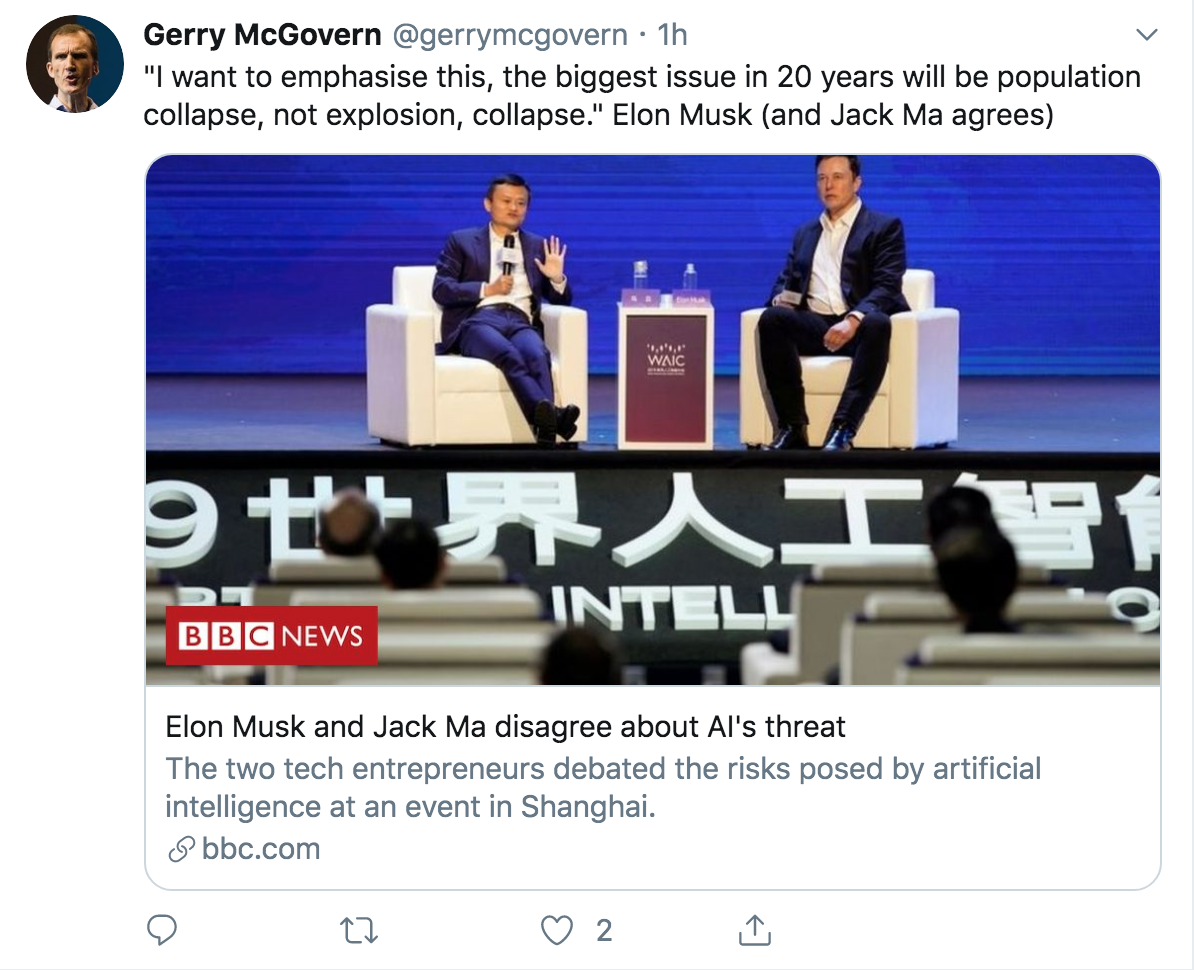 Gerry McGovern @gerrymcgovern · 1h
"I want to emphasise this, the biggest issue in 20 years will be population
collapse, not explosion, collapse." Elon Musk (and Jack Ma agrees)
Elon Musk
WAIC
9世界人工智能
INTELL
BBC NEWS
Elon Musk and Jack Ma disagree about AI's threat
The two tech entrepreneurs debated the risks posed by artificial
intelligence at an event in Shanghai.
bbc.com
2